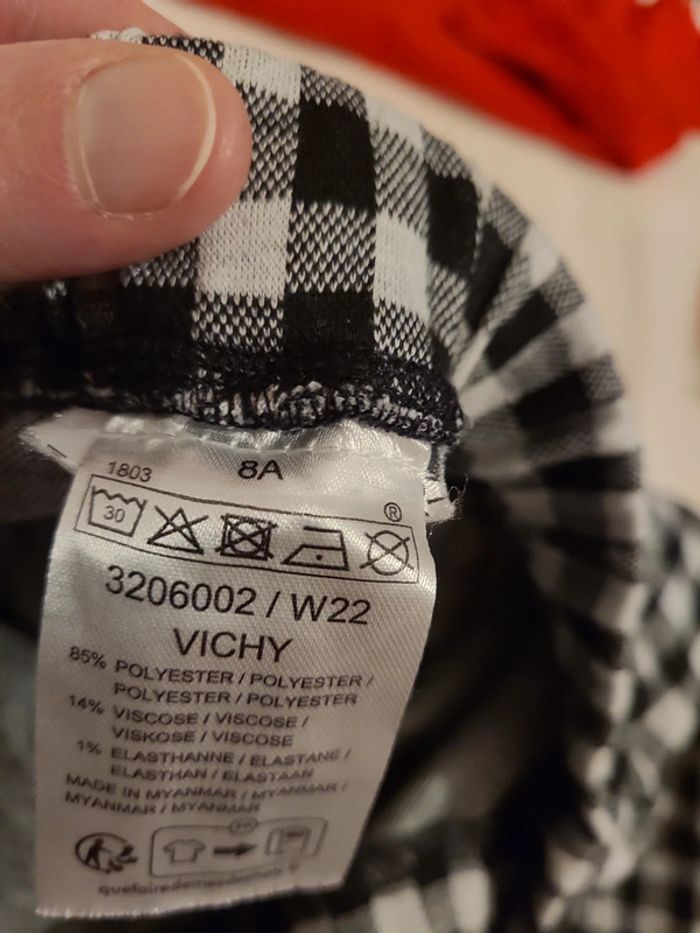 1803 8A
®
30
3206002 / W22
VICHY
85% POLYESTER / POLYESTER /
POLYESTER / POLYESTER
14% VISCOSE / VISCOSE /
VISKOSE / VISCOSE
1% ELASTHANNE / ELASTANE /
ELASTHAN / ELASTAAN
MADE IN MYANMAR / MYANMAR /
MYANMAR / MYANMAR